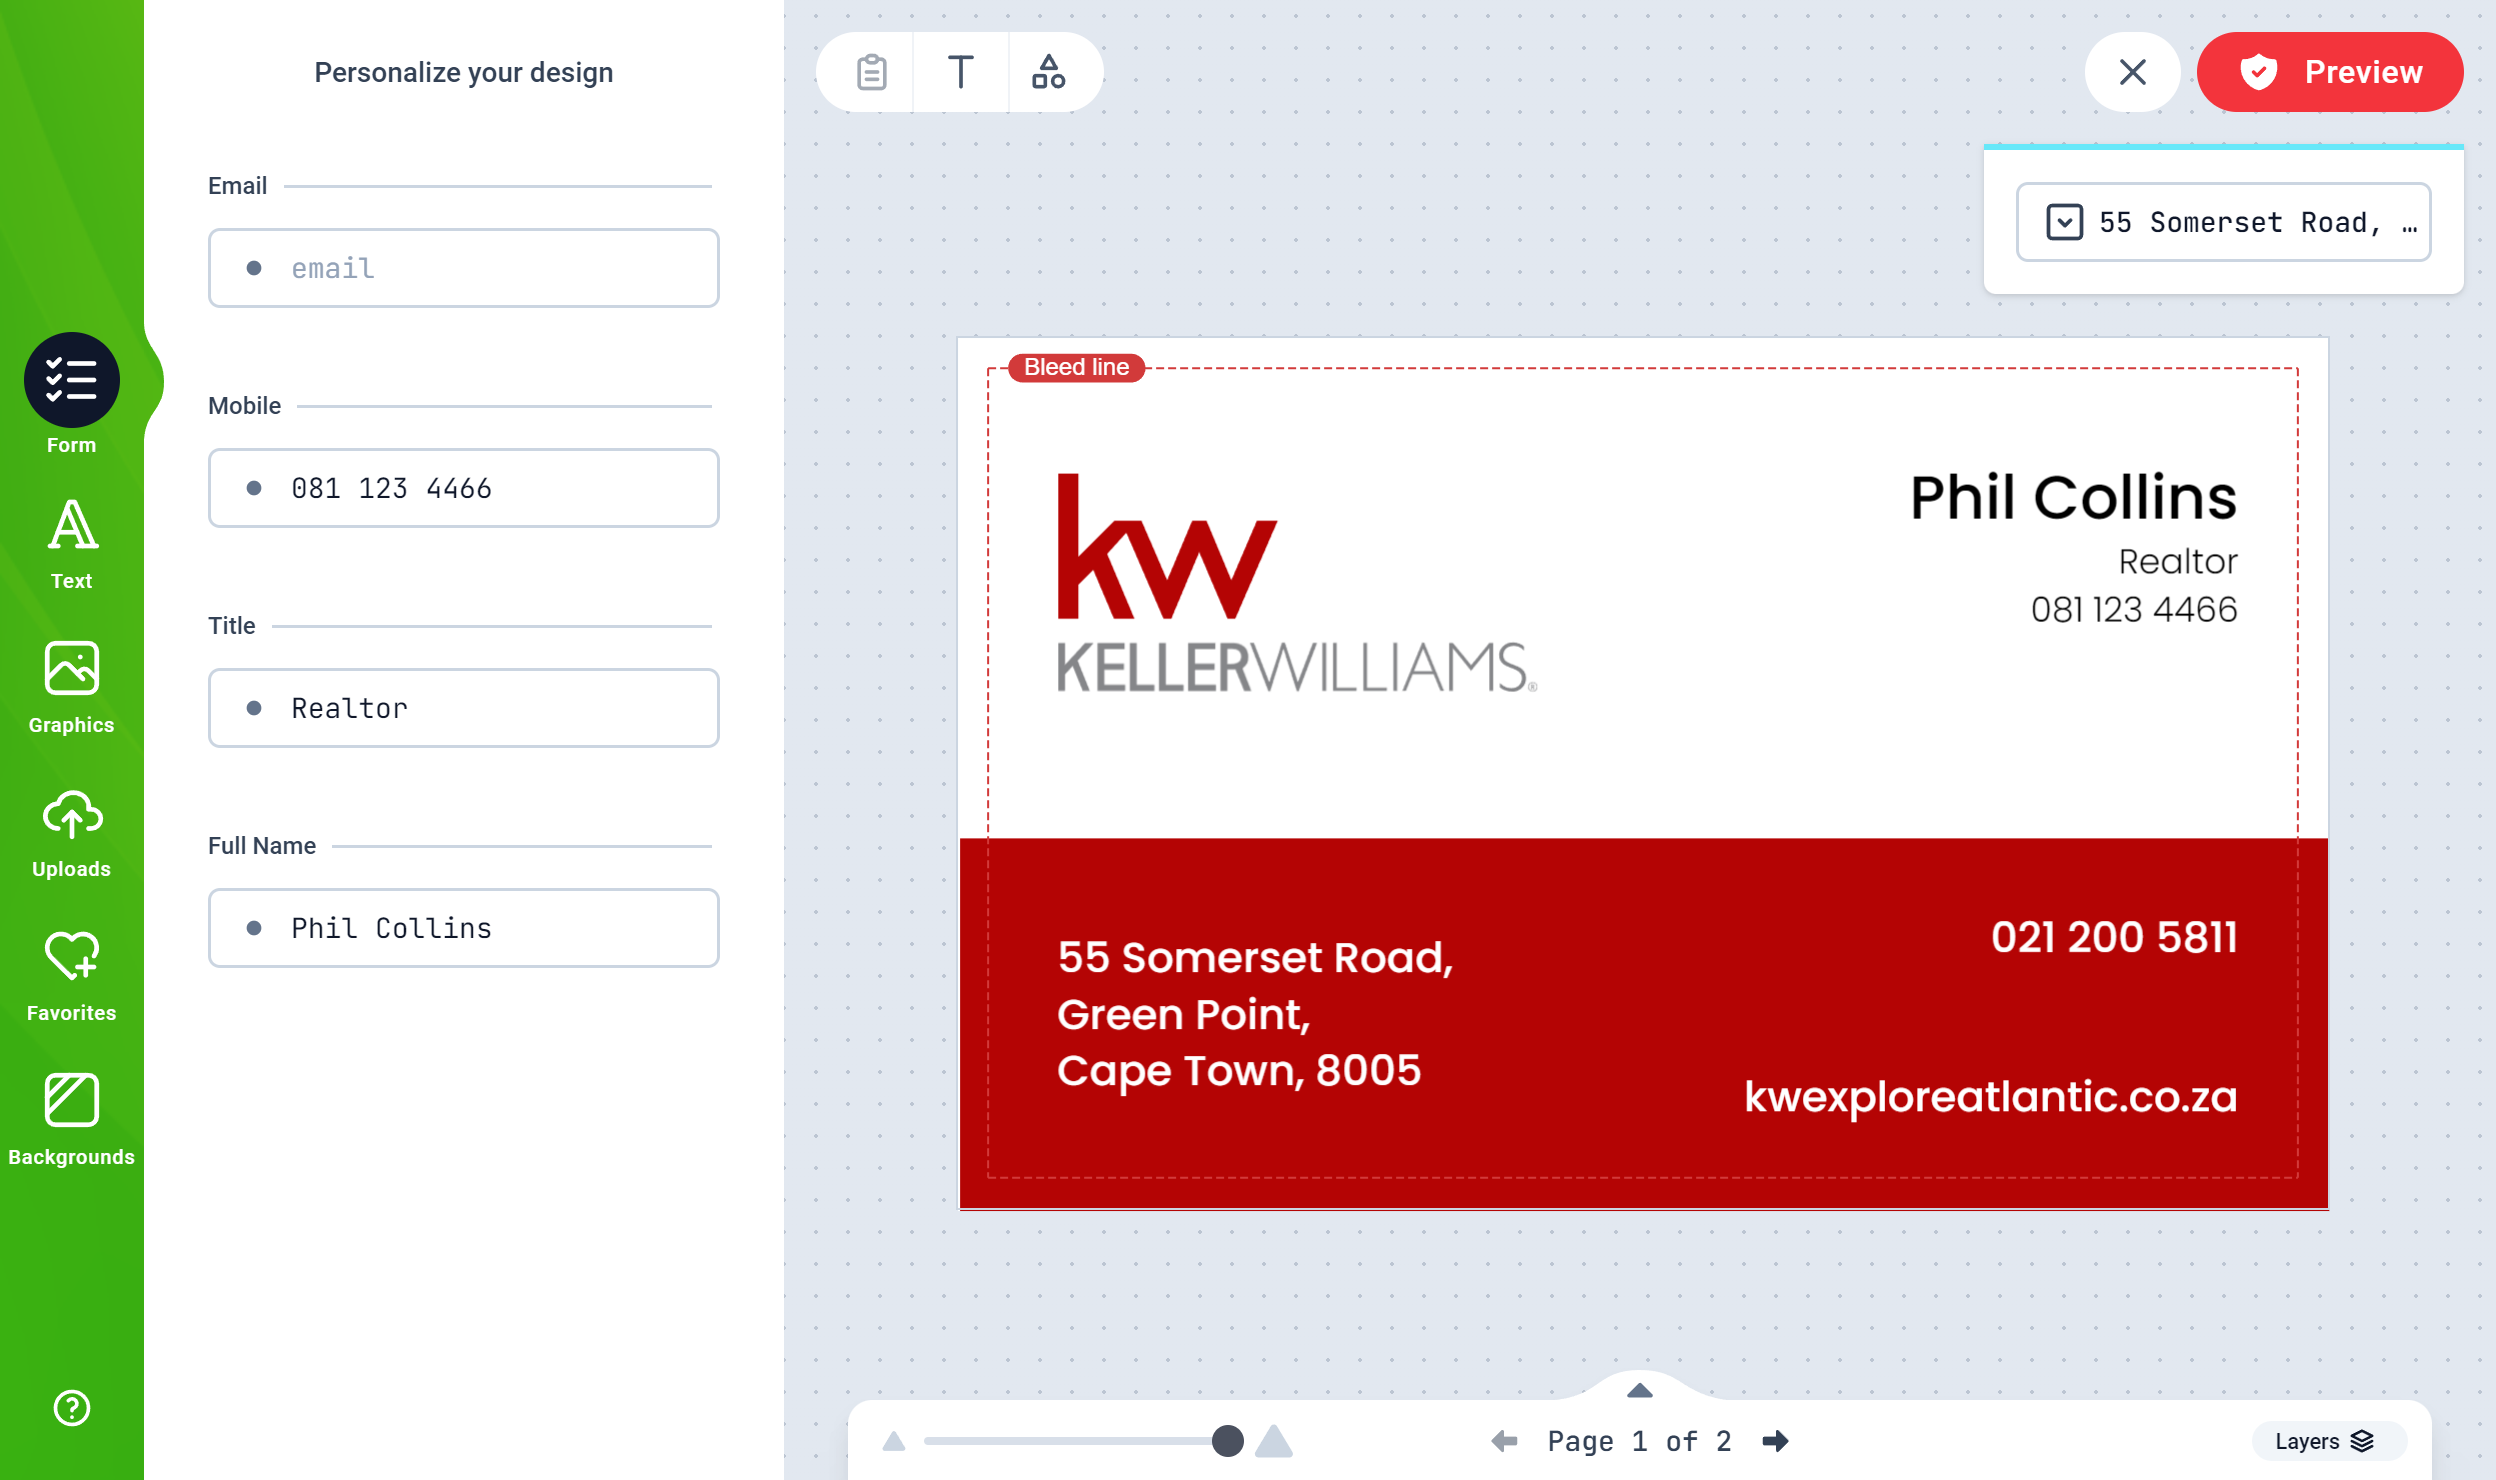 Personalize your design
Email
email
Mobile
081 123 4466
Title
Realtor
Full Name
Phil Collins
Form
Text
Graphics
Uploads
Favorites
Backgrounds
Preview
55 Somerset Road, …
Bleed line
kw
KELLERWILLIAMS®
Phil Collins
Realtor
081 123 4466
55 Somerset Road,
Green Point,
Cape Town, 8005
021 200 5811
kwexploreatlantic.co.za
Page 1 of 2
Layers